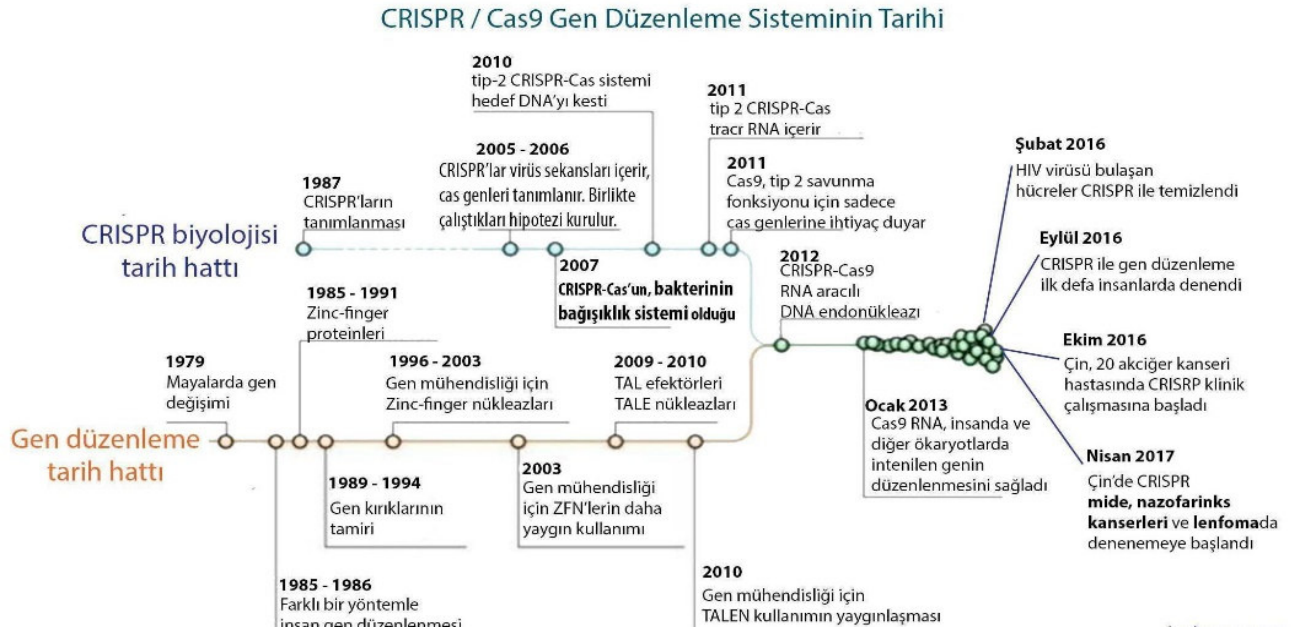 CRISPR / Cas9 Gen Düzenleme Sisteminin Tarihi
CRISPR biyolojisi
tarih hattı
1987
CRISPR'ların
tanımlanması
2005 - 2006
CRISPR'lar virüs sekansları içerir,
cas genleri tanımlanır. Birlikte
çalıştıkları hipotezi kurulur.
2007
CRISPR-Cas'un, bakterinin
bağışıklık sistemi olduğu
2010
tip-2 CRISPR-Cas sistemi
hedef DNA'yı kesti
2011
tip 2 CRISPR-Cas
tracr RNA içerir
2011
Cas9, tip 2 savunma
fonksiyonu için sadece
cas genlerine ihtiyaç duyar
2012
CRISPR-Cas9
RNA aracılı
DNA endonükleazı
Gen düzenleme
tarih hattı
1979
Mayalarda gen
değişimi
1985 - 1986
Farklı bir yöntemle
insan gen düzenlenmesi
1985 - 1991
Zinc-finger
proteinleri
1989 - 1994
Gen kırıklarının
tamiri
1996 - 2003
Gen mühendisliği için
Zinc-finger nükleazları
2003
Gen mühendisliği
için ZFN'lerin daha
yaygın kullanımı
2009 - 2010
TAL efektörleri
TALE nükleazları
2010
Gen mühendisliği için
TALEN kullanımın yaygınlaşması
Ocak 2013
Cas9 RNA, insanda ve
diğer ökaryotlarda
intenilen genin
düzenlenmesini sağladı
Şubat 2016
HIV virüsü bulaşan
hücreler CRISPR ile temizlendi
Eylül 2016
CRISPR ile gen düzenleme
ilk defa insanlarda denendi
Ekim 2016
Çin, 20 akciğer kanseri
hastasında CRISRP klinik
çalışmasına başladı
Nisan 2017
Çin'de CRISPR
mide, nazofarinks
kanserleri ve lenfomada
denenemeye başlandı